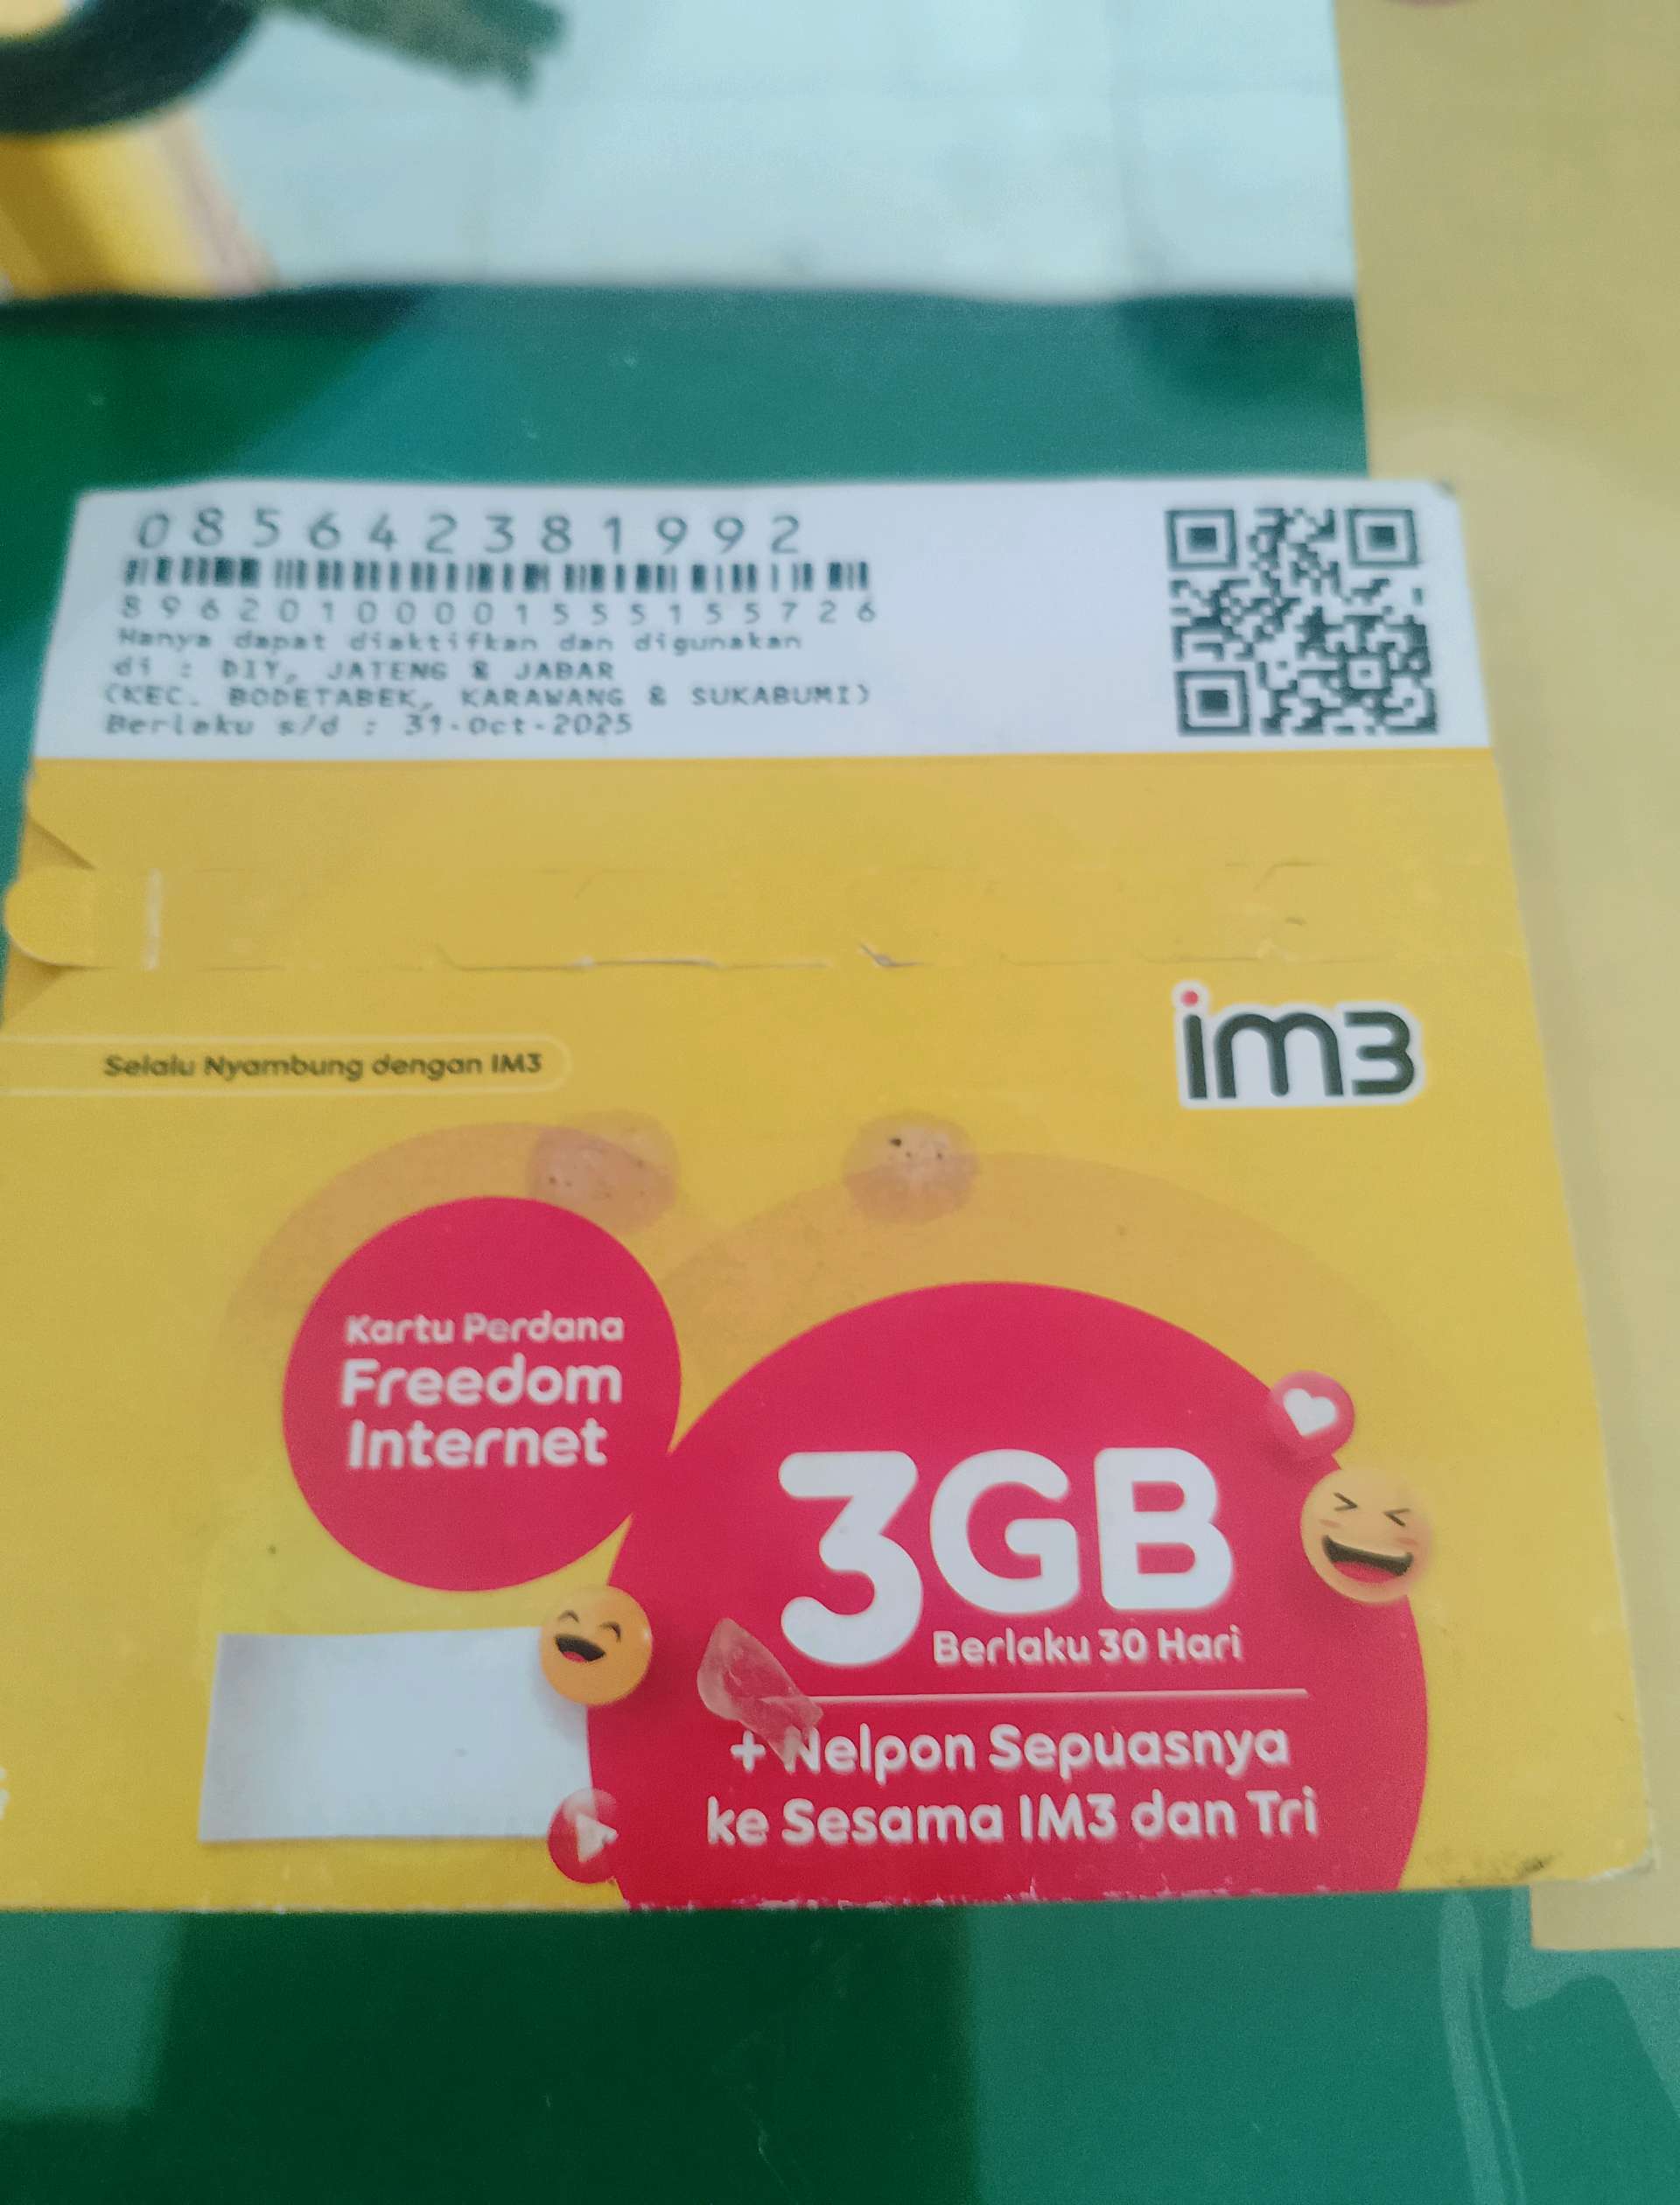 085642381992
8962010000155515 5726
Hanya dapat diaktifkan dan digunakan
di : DIY, JATENG & JABAR
(KEC. BODETABEK, KARAWANG & SUKABUMI)
Berlaku s/d : 31-Oct-2025
im3
Selalu Nyambung dengan IM3
Kartu Perdana
Freedom
Internet
3GB
Berlaku 30 Hari
+ Nelpon Sepuasnya
ke Sesama IM3 dan Tri